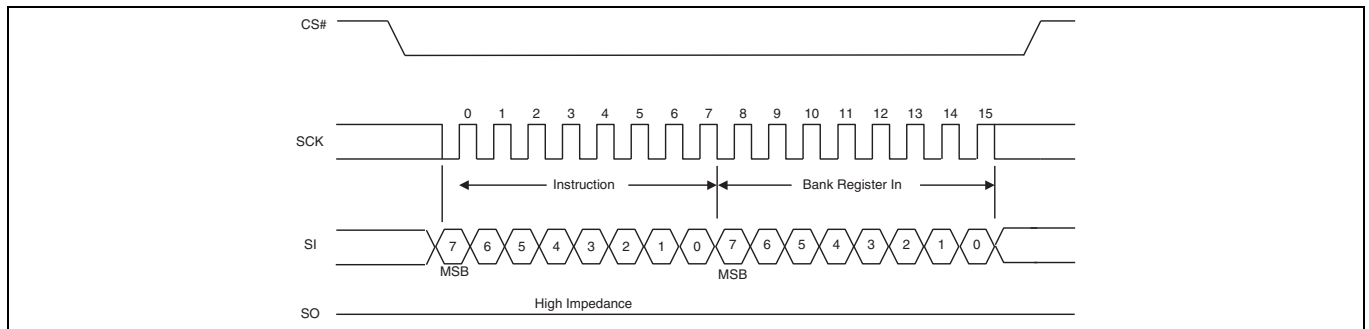 CS#
0 1 2 3 4 5 6 7 8 9 10 11 12 13 14 15
SCK
Instruction Bank Register In
SI 7 6 5 4 3 2 1 0 7 6 5 4 3 2 1 0
MSB MSB
High Impedance
SO